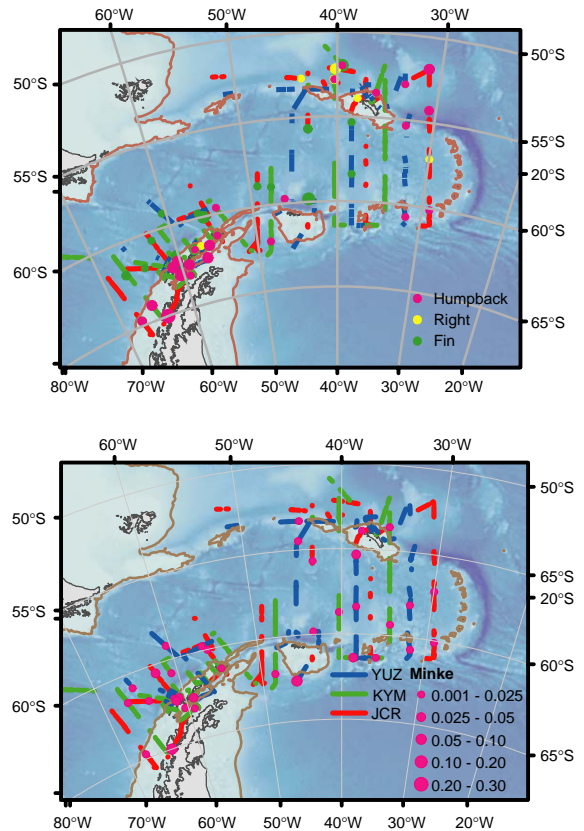 60°W 50°W 40°W 30°W
50°S 50°S
55°S 55°S
20°S
60°S 60°S
65°S
Humpback
Right
Fin
80°W 70°W 60°W 50°W 40°W 30°W 20°W
60°W 50°W 40°W 30°W
50°S 50°S
65°S
55°S 20°S
60°S 60°S
65°S
YUZ Minke
KYM 0.001 - 0.025
JCR 0.025 - 0.05
0.05 - 0.10
0.10 - 0.20
0.20 - 0.30
80°W 70°W 60°W 50°W 40°W 30°W 20°W